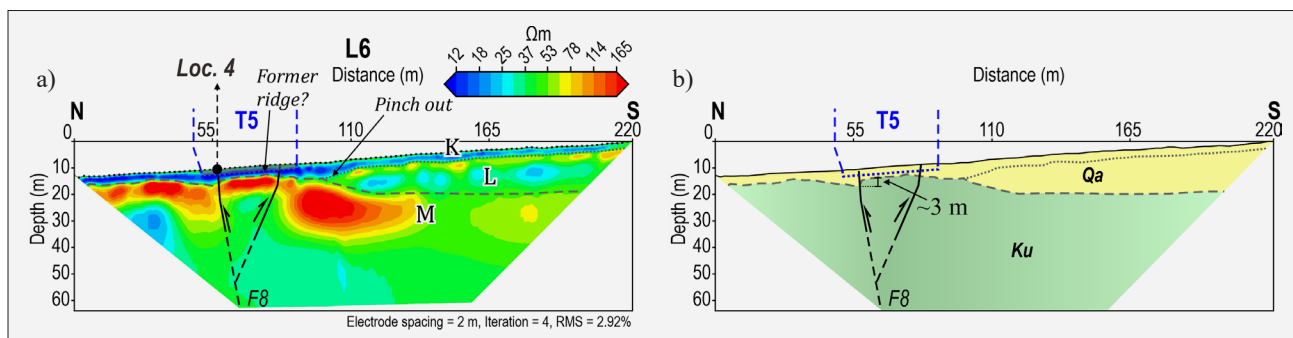 a)
L6
Ωm
12 18 25 37 53 78 114 165
Loc. 4
Former
ridge?
Distance (m)
Pinch out
N
T5
S
0 55 110 165 220
K
L
M
Depth (m)
10
20
30
40
50
60
F8
Electrode spacing = 2 m, Iteration = 4, RMS = 2.92%
b)
Distance (m)
N
T5
S
0 55 110 165 220
Qa
~3 m
Ku
Depth (m)
10
20
30
40
50
60
F8